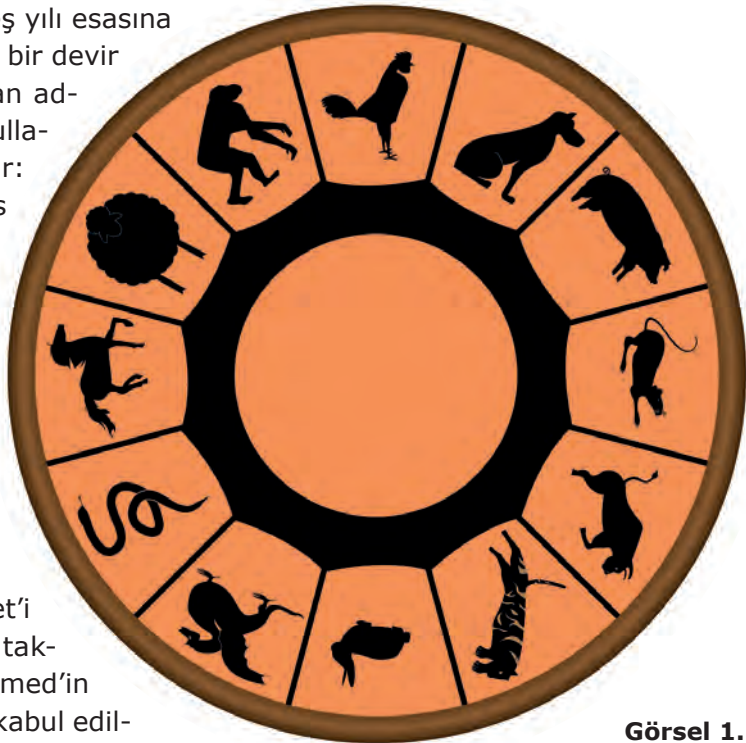 ş yılı esasına
bir devir
an ad-
ulla-
r:
s
et’i
tak-
med’in
kabul edil-
Görsel 1.